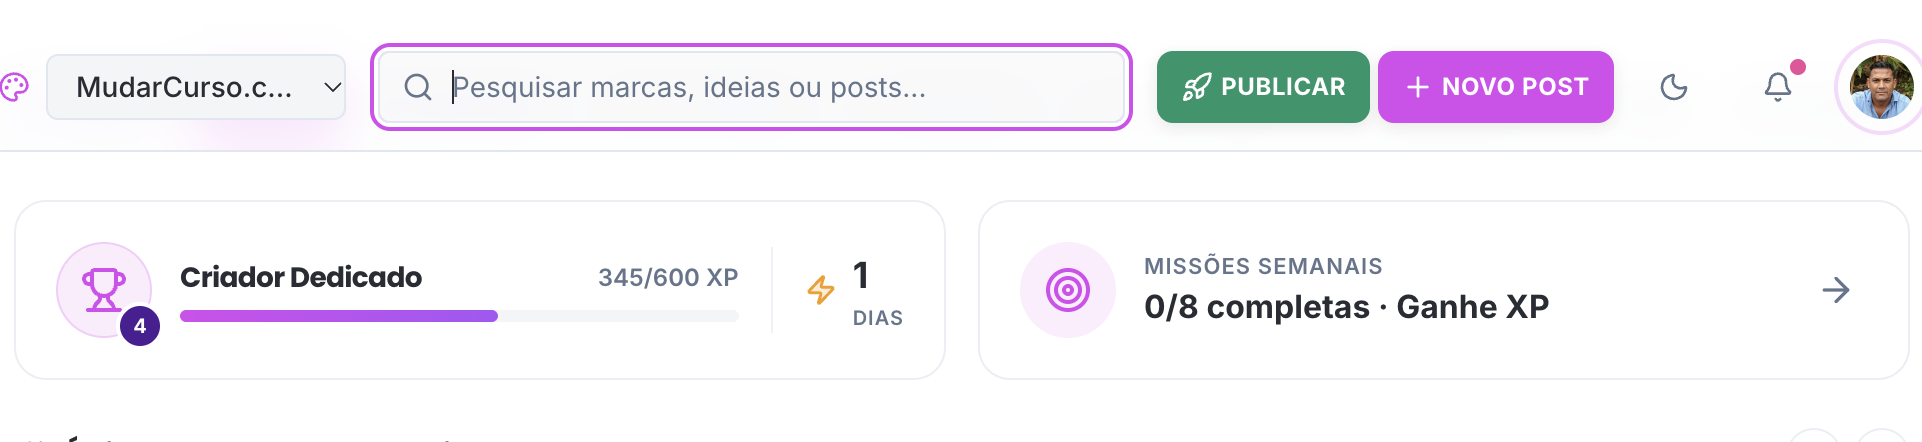 MudarCurso.c...
Pesquisar marcas, ideias ou posts...
PUBLICAR
NOVO POST
4
Criador Dedicado
345/600 XP
1
DIAS
MISSÕES SEMANAIS
0/8 completas · Ganhe XP